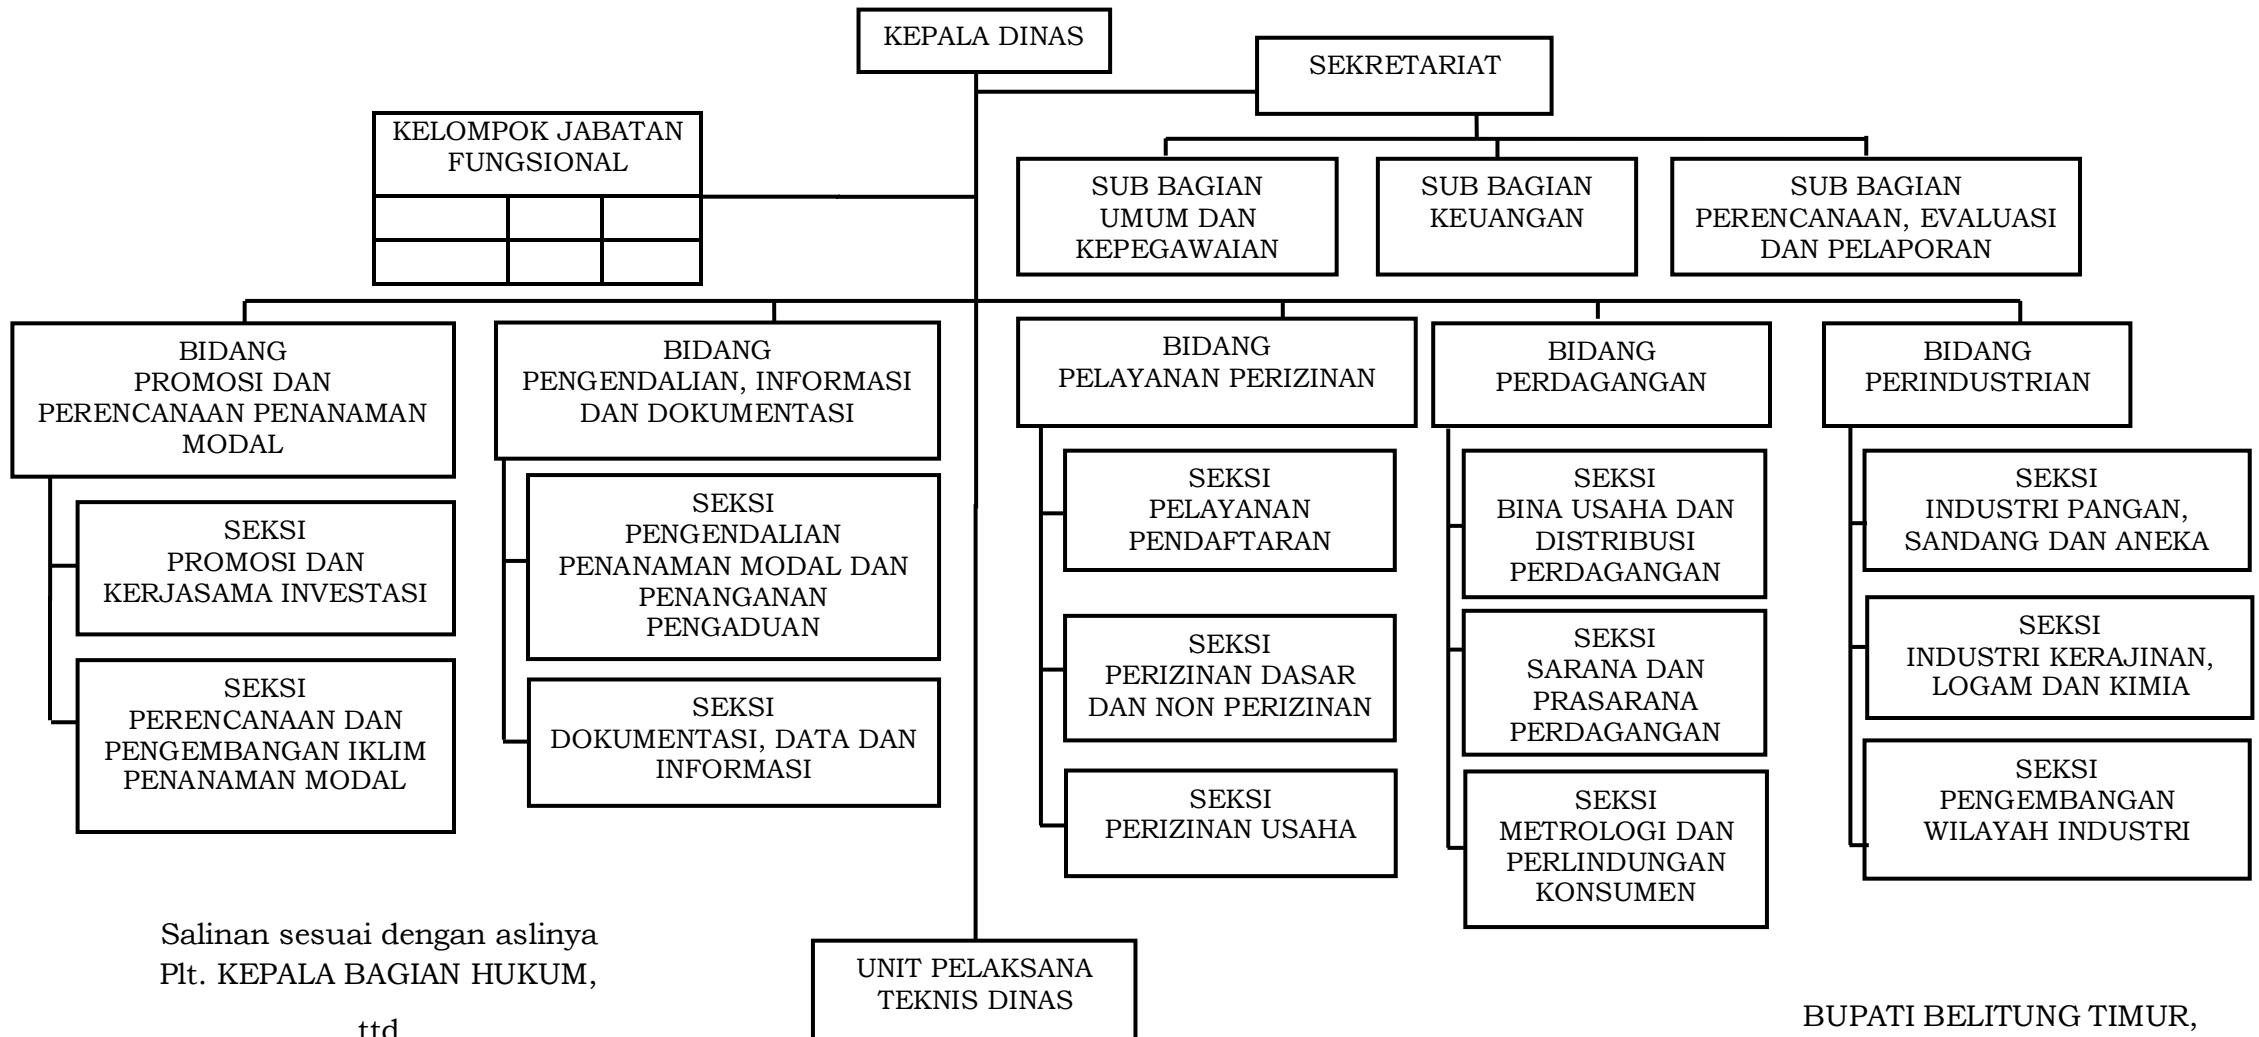 KEPALA DINAS
SEKRETARIAT
KELOMPOK JABATAN
FUNGSIONAL
SUB BAGIAN
UMUM DAN
KEPEGAWAIAN
SUB BAGIAN
KEUANGAN
SUB BAGIAN
PERENCANAAN, EVALUASI
DAN PELAPORAN
BIDANG
PROMOSI DAN
PERENCANAAN PENANAMAN
MODAL
BIDANG
PENGENDALIAN, INFORMASI
DAN DOKUMENTASI
BIDANG
PELAYANAN PERIZINAN
BIDANG
PERDAGANGAN
BIDANG
PERINDUSTRIAN
SEKSI
PROMOSI DAN
KERJASAMA INVESTASI
SEKSI
PERENCANAAN DAN
PENGEMBANGAN IKLIM
PENANAMAN MODAL
SEKSI
PENGENDALIAN
PENANAMAN MODAL DAN
PENANGANAN
PENGADUAN
SEKSI
DOKUMENTASI, DATA DAN
INFORMASI
SEKSI
PELAYANAN
PENDAFTARAN
SEKSI
PERIZINAN DASAR
DAN NON PERIZINAN
SEKSI
PERIZINAN USAHA
SEKSI
BINA USAHA DAN
DISTRIBUSI
PERDAGANGAN
SEKSI
SARANA DAN
PRASARANA
PERDAGANGAN
SEKSI
METROLOGI DAN
PERLINDUNGAN
KONSUMEN
SEKSI
INDUSTRI PANGAN,
SANDANG DAN ANEKA
SEKSI
INDUSTRI KERAJINAN,
LOGAM DAN KIMIA
SEKSI
PENGEMBANGAN
WILAYAH INDUSTRI
Salinan sesuai dengan aslinya
Plt. KEPALA BAGIAN HUKUM,
ttd
UNIT PELAKSANA
TEKNIS DINAS
BUPATI BELITUNG TIMUR,